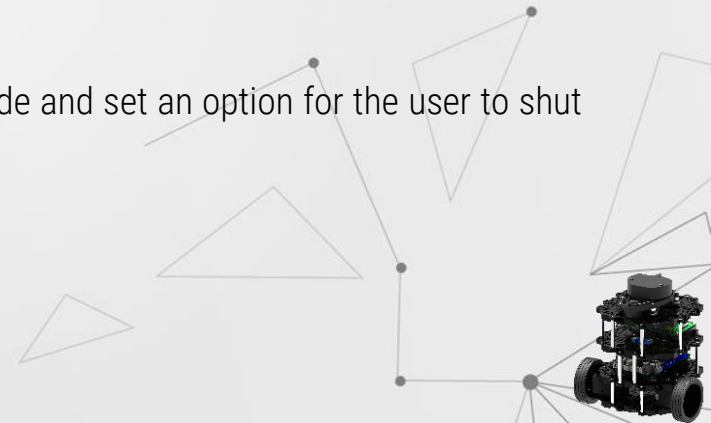 de and set an option for the user to shut